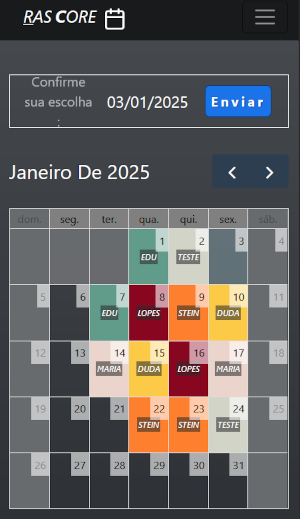 RAS CORE
Confirme
sua escolha 03/01/2025 Enviar
:
Janeiro De 2025
dom. seg. ter. qua. qui. sex. sáb.
1 2 3 4
EDU TESTE
5 6 7 8 9 10 11
EDU LOPES STEIN DUDA
12 13 14 15 16 17 18
MARIA DUDA LOPES MARIA
19 20 21 22 23 24 25
STEIN STEIN TESTE
26 27 28 29 30 31